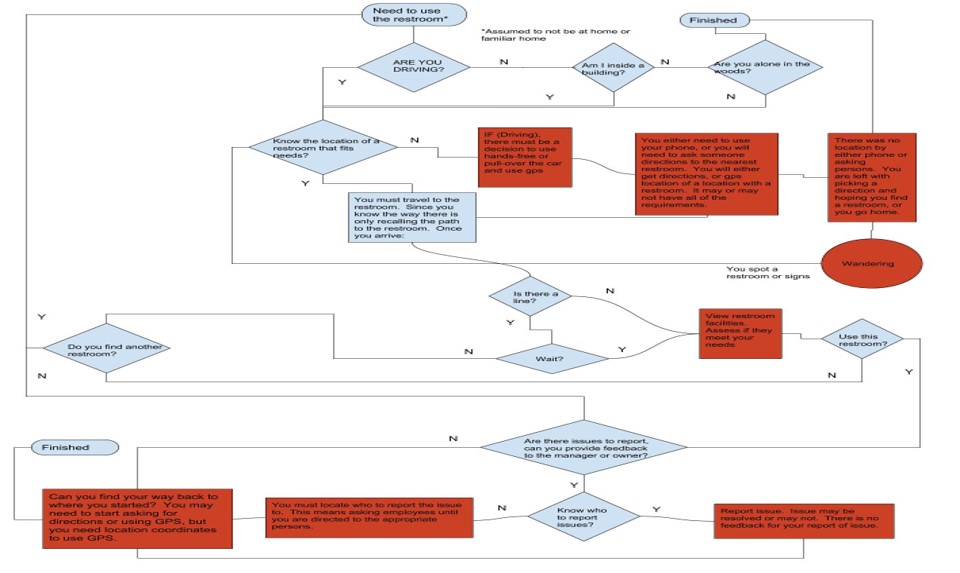 Need to use
the restroom*
Finished
*Assumed to not be at home or
familiar home
ARE YOU
DRIVING?
N
Am I inside a
building?
N
Are you alone in the
woods?
Y
Y
N
Know the location of a
restroom that fits
needs?
N
Y
IF (Driving),
there must be a
decision to use
hands-free or
pull-over the car
and use gps
You either need to use
your phone, or you will
need to ask someone
directions to the nearest
restroom. You will either
get directions, or gps
location of a location with a
restroom. It may or may
not have all of the
requirements.
There was no
location by
either phone or
asking
persons. You
are left with
picking a
direction and
hoping you find
a restroom, or
you go home.
You must travel to the
restroom. Since you
know the way there is
only recalling the path
to the restroom. Once
you arrive:
Wandering
You spot a
restroom or signs
Is there a
line?
N
Y
View restroom
facilities.
Assess if they
meet your
needs
Use this
restroom?
Y
N
Wait?
Y
N
Do you find another
restroom?
Y
N
Are there issues to report,
can you provide feedback
to the manager or owner?
N
Y
Finished
Can you find your way back to
where you started? You may
need to start asking for
directions or using GPS, but
you need location coordinates
to use GPS.
You must locate who to report the issue
to. This means asking employees until
you are directed to the appropriate
persons.
N
Know who
to report
issues?
Y
Report issue. Issue may be
resolved or may not. There is no
feedback for your report of issue.